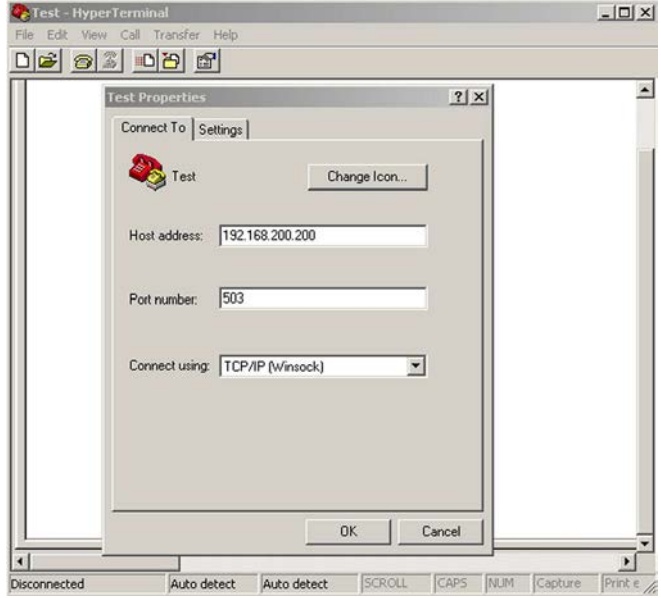 Test - HyperTerminal
File Edit View Call Transfer Help
Test Properties
Connect To Settings
Test
Change Icon...
Host address: 192.168.200.200
Port number: 503
Connect using: TCP/IP (Winsock)
OK Cancel
Disconnected Auto detect Auto detect SCROLL CAPS NUM Capture Print e